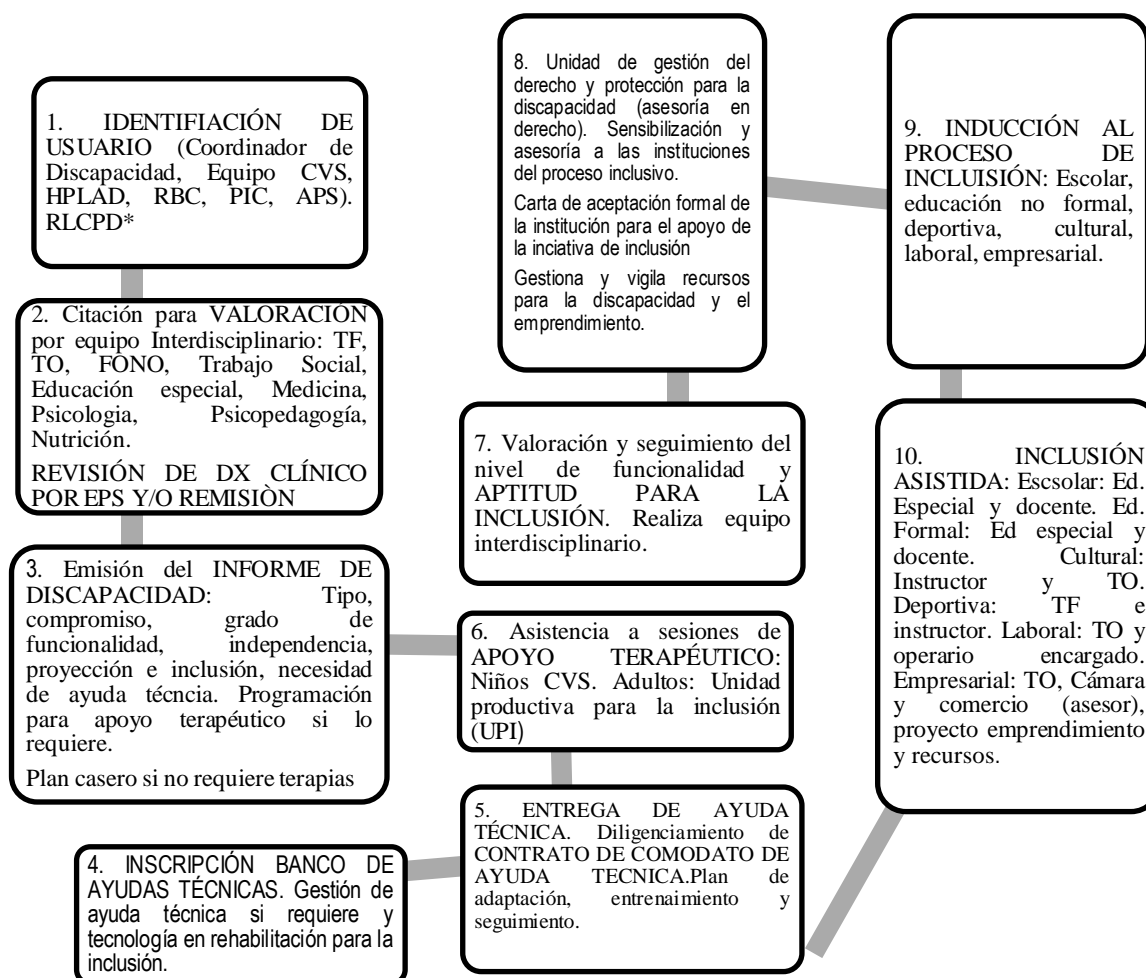 1. IDENTIFIACIÓN DE
USUARIO (Coordinador de
Discapacidad, Equipo CVS,
HPLAD, RBC, PIC, APS).
RLCPD*
2. Citación para VALORACIÓN
por equipo Interdisciplinario: TF,
TO, FONO, Trabajo Social,
Educación especial, Medicina,
Psicologia, Psicopedagogía,
Nutrición.
REVISIÓN DE DX CLÍNICO
POR EPS Y/O REMISIÒN
3. Emisión del INFORME DE
DISCAPACIDAD: Tipo,
compromiso, grado de
funcionalidad, independencia,
proyección e inclusión, necesidad
de ayuda técncia. Programación
para apoyo terapéutico si lo
requiere.
Plan casero si no requiere terapias
4. INSCRIPCIÓN BANCO DE
AYUDAS TÉCNICAS. Gestión de
ayuda técnica si requiere y
tecnología en rehabilitación para la
inclusión.
5. ENTREGA DE AYUDA
TÉCNICA. Diligenciamiento de
CONTRATO DE COMODATO DE
AYUDA TECNICA.Plan de
adaptación, entrenaimiento y
seguimiento.
6. Asistencia a sesiones de
APOYO TERAPÉUTICO:
Niños CVS. Adultos: Unidad
productiva para la inclusión
(UPI)
7. Valoración y seguimiento del
nivel de funcionalidad y
APTITUD PARA LA
INCLUSIÓN. Realiza equipo
interdisciplinario.
8. Unidad de gestión del
derecho y protección para la
discapacidad (asesoría en
derecho). Sensibilización y
asesoría a las instituciones
del proceso inclusivo.
Carta de aceptación formal de
la institución para el apoyo de
la inciativa de inclusión
Gestiona y vigila recursos
para la discapacidad y el
emprendimiento.
9. INDUCCIÓN AL
PROCESO DE
INCLUISIÓN: Escolar,
educación no formal,
deportiva, cultural,
laboral, empresarial.
10. INCLUSIÓN
ASISTIDA: Escsolar: Ed.
Especial y docente. Ed.
Formal: Ed especial y
docente. Cultural:
Instructor y TO.
Deportiva: TF e
instructor. Laboral: TO y
operario encargado.
Empresarial: TO, Cámara
y comercio (asesor),
proyecto emprendimiento
y recursos.